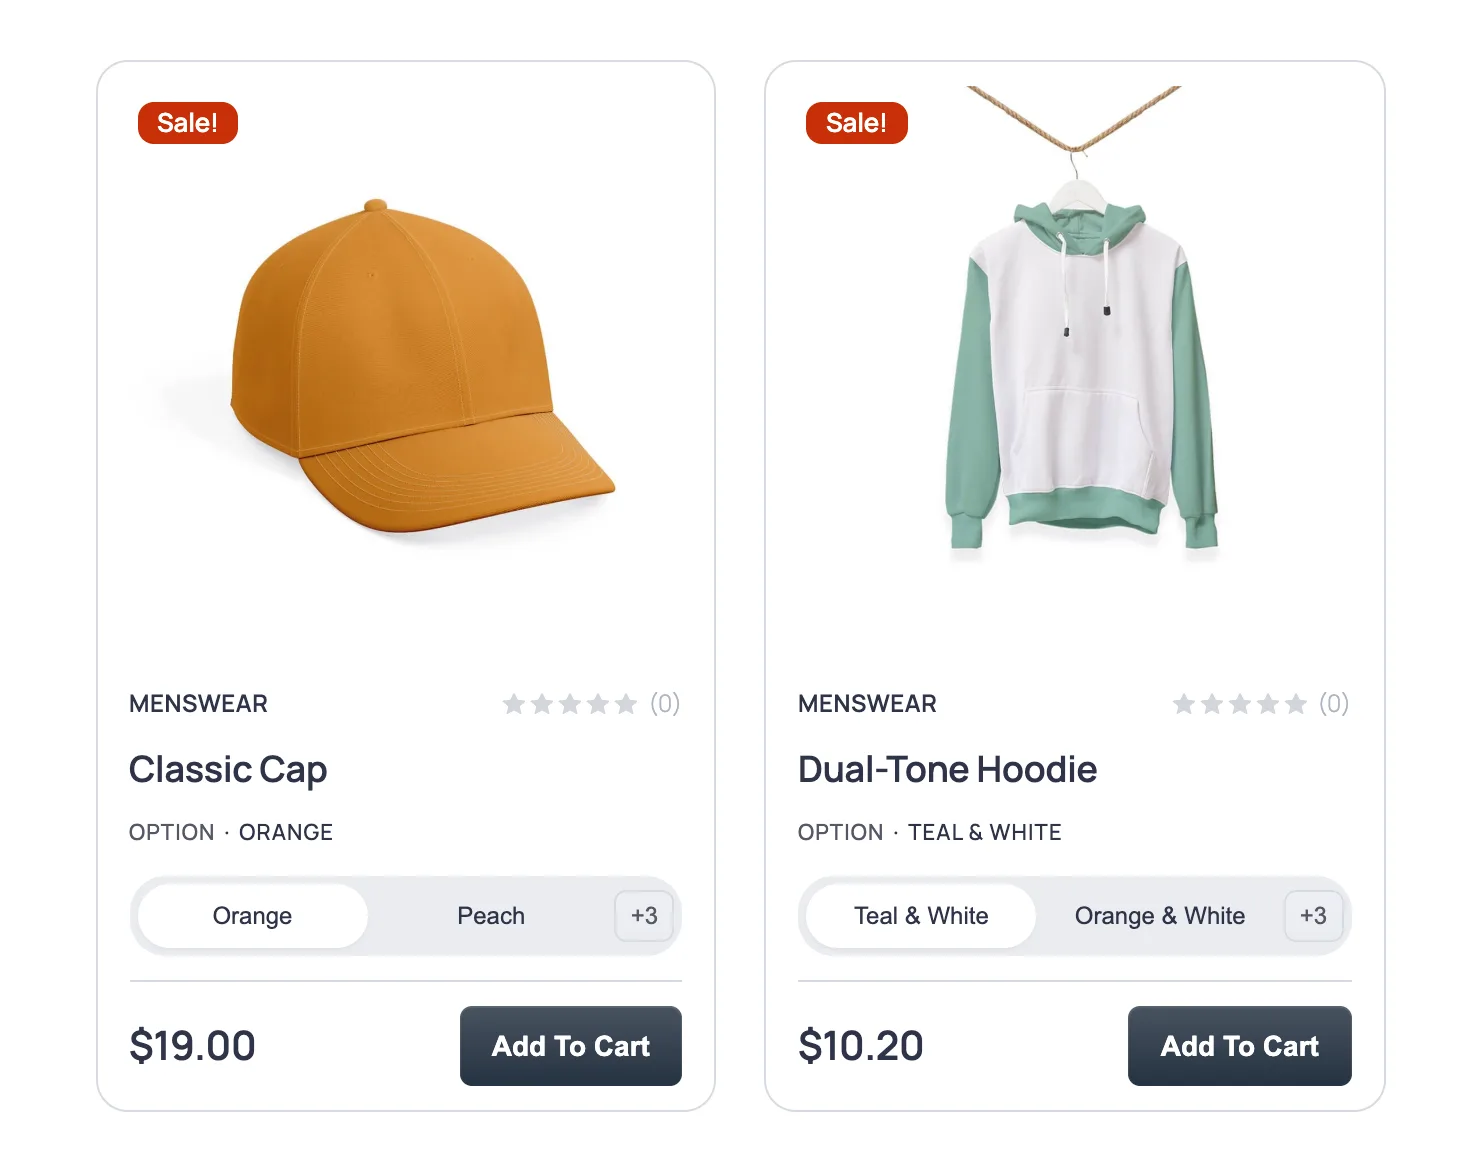 Sale!
MENSWEAR
(0)
Classic Cap
OPTION · ORANGE
Orange
Peach
+3
$19.00
Add To Cart
Sale!
MENSWEAR
(0)
Dual-Tone Hoodie
OPTION · TEAL & WHITE
Teal & White
Orange & White
+3
$10.20
Add To Cart